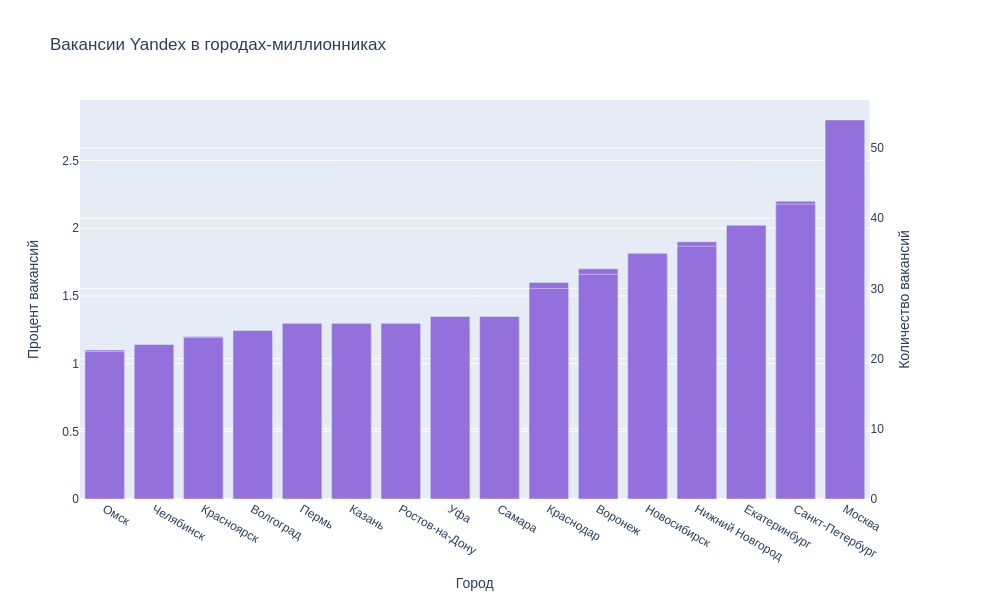 Вакансии Yandex в городах-миллионниках
Процент вакансий
2.5
2
1.5
1
0.5
0
50
40
30
20
10
0
Количество вакансий
Омск
Челябинск
Красноярск
Волгоград
Пермь
Казань
Ростов-на-Дону
Уфа
Самара
Краснодар
Воронеж
Новосибирск
Нижний Новгород
Екатеринбург
Санкт-Петербург
Москва
Город